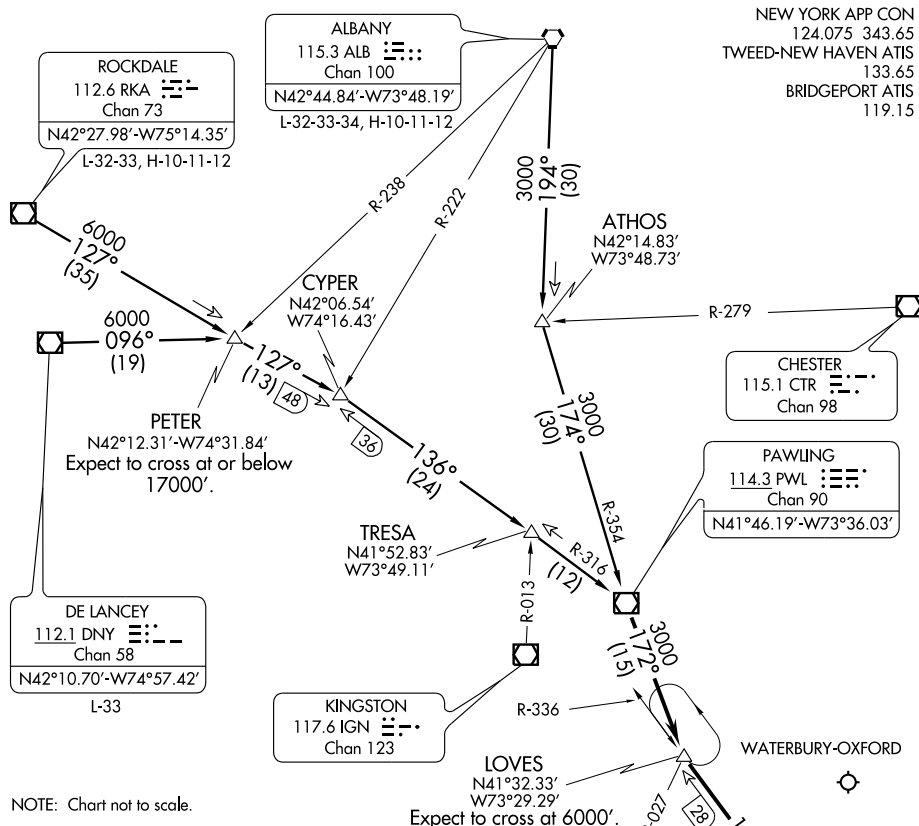 NEW YORK APP CON
124.075 343.65
TWEED-NEW HAVEN ATIS
133.65
BRIDGEPORT ATIS
119.15
ALBANY
115.3 ALB
Chan 100
N42°44.84'-W73°48.19'
L-32-33-34, H-10-11-12
ROCKDALE
112.6 RKA
Chan 73
N42°27.98'-W75°14.35'
L-32-33, H-10-11-12
R-238
R-222
3000
194°
(30)
ATHOS
N42°14.83'
W73°48.73'
6000
127°
(35)
CYPER
N42°06.54'
W74°16.43'
R-279
6000
096°
(19)
127°
(13)
48
36
CHESTER
115.1 CTR
Chan 98
PETER
N42°12.31'-W74°31.84'
Expect to cross at or below
17000'.
3000
174°
(30)
136°
(24)
PAWLING
114.3 PWL
Chan 90
N41°46.19'-W73°36.03'
TRESA
N41°52.83'
W73°49.11'
R-354
R-316
(12)
R-013
DE LANCEY
112.1 DNY
Chan 58
N42°10.70'-W74°57.42'
L-33
3000
172°
(15)
KINGSTON
117.6 IGN
Chan 123
R-336
WATERBURY-OXFORD
LOVES
N41°32.33'
W73°29.29'
Expect to cross at 6000'.
-027
28
NOTE: Chart not to scale.